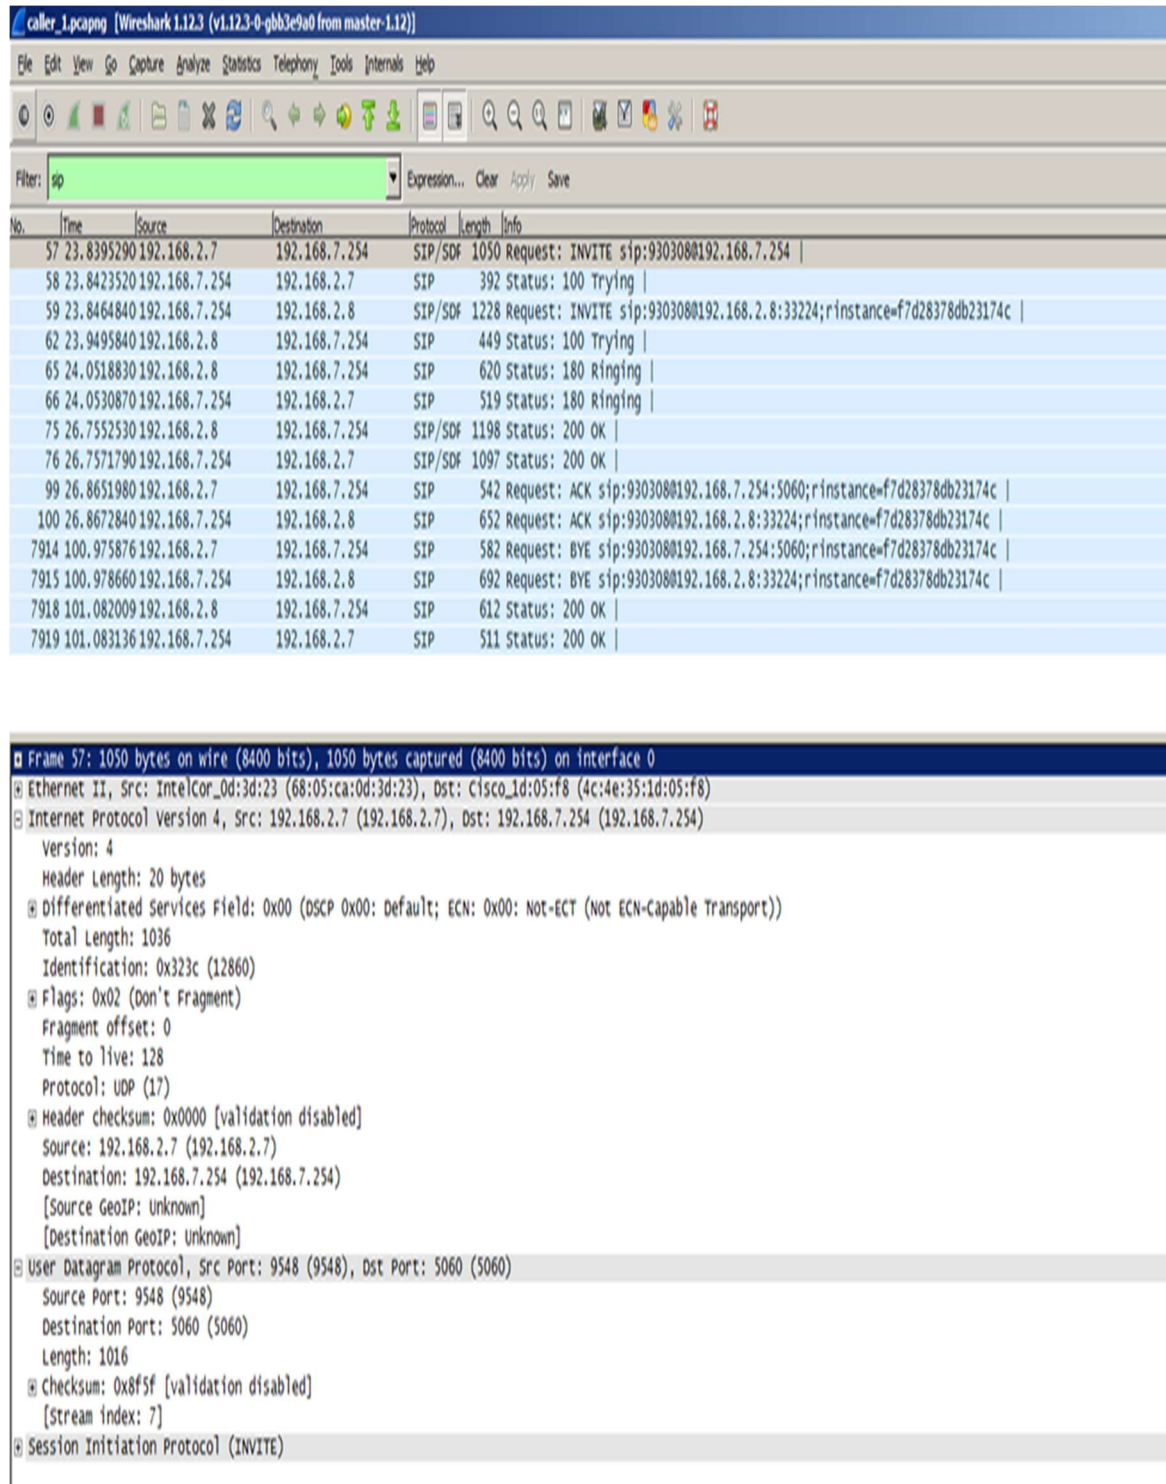 caller_1.pcapng [Wireshark 1.12.3 (v1.12.3-0-gbb3e9a0 from master-1.12)]
File Edit View Go Capture Analyze Statistics Telephony Tools Internals Help
Filter: sip Expression... Clear Apply Save
No. Time Source Destination Protocol Length Info
57 23.8395290 192.168.2.7 192.168.7.254 SIP/SDF 1050 Request: INVITE sip:930308@192.168.7.254 |
58 23.8423520 192.168.7.254 192.168.2.7 SIP 392 Status: 100 Trying |
59 23.8464840 192.168.7.254 192.168.2.8 SIP/SDF 1228 Request: INVITE sip:930308@192.168.2.8:33224;rinstance=f7d28378db23174c |
62 23.9495840 192.168.2.8 192.168.7.254 SIP 449 Status: 100 Trying |
65 24.0518830 192.168.2.8 192.168.7.254 SIP 620 Status: 180 Ringing |
66 24.0530870 192.168.7.254 192.168.2.7 SIP 519 Status: 180 Ringing |
75 26.7552530 192.168.2.8 192.168.7.254 SIP/SDF 1198 Status: 200 OK |
76 26.7571790 192.168.7.254 192.168.2.7 SIP/SDF 1097 Status: 200 OK |
99 26.8651980 192.168.2.7 192.168.7.254 SIP 542 Request: ACK sip:930308@192.168.7.254:5060;rinstance=f7d28378db23174c |
100 26.8672840 192.168.7.254 192.168.2.8 SIP 652 Request: ACK sip:930308@192.168.2.8:33224;rinstance=f7d28378db23174c |
7914 100.975876 192.168.2.7 192.168.7.254 SIP 582 Request: BYE sip:930308@192.168.7.254:5060;rinstance=f7d28378db23174c |
7915 100.978660 192.168.7.254 192.168.2.8 SIP 692 Request: BYE sip:930308@192.168.2.8:33224;rinstance=f7d28378db23174c |
7918 101.082009 192.168.2.8 192.168.7.254 SIP 612 Status: 200 OK |
7919 101.083136 192.168.7.254 192.168.2.7 SIP 511 Status: 200 OK |
Frame 57: 1050 bytes on wire (8400 bits), 1050 bytes captured (8400 bits) on interface 0
Ethernet II, Src: IntelCor_0d:3d:23 (68:05:ca:0d:3d:23), Dst: Cisco_1d:05:f8 (4c:4e:35:1d:05:f8)
Internet Protocol Version 4, Src: 192.168.2.7 (192.168.2.7), Dst: 192.168.7.254 (192.168.7.254)
Version: 4
Header Length: 20 bytes
Differentiated Services Field: 0x00 (DSCP 0x00: Default; ECN: 0x00: Not-ECT (Not ECN-Capable Transport))
Total Length: 1036
Identification: 0x323c (12860)
Flags: 0x02 (Don't Fragment)
Fragment offset: 0
Time to live: 128
Protocol: UDP (17)
Header checksum: 0x0000 [validation disabled]
Source: 192.168.2.7 (192.168.2.7)
Destination: 192.168.7.254 (192.168.7.254)
[Source GeoIP: Unknown]
[Destination GeoIP: Unknown]
User Datagram Protocol, Src Port: 9548 (9548), Dst Port: 5060 (5060)
Source Port: 9548 (9548)
Destination Port: 5060 (5060)
Length: 1016
Checksum: 0x8f5f [validation disabled]
[Stream index: 7]
Session Initiation Protocol (INVITE)